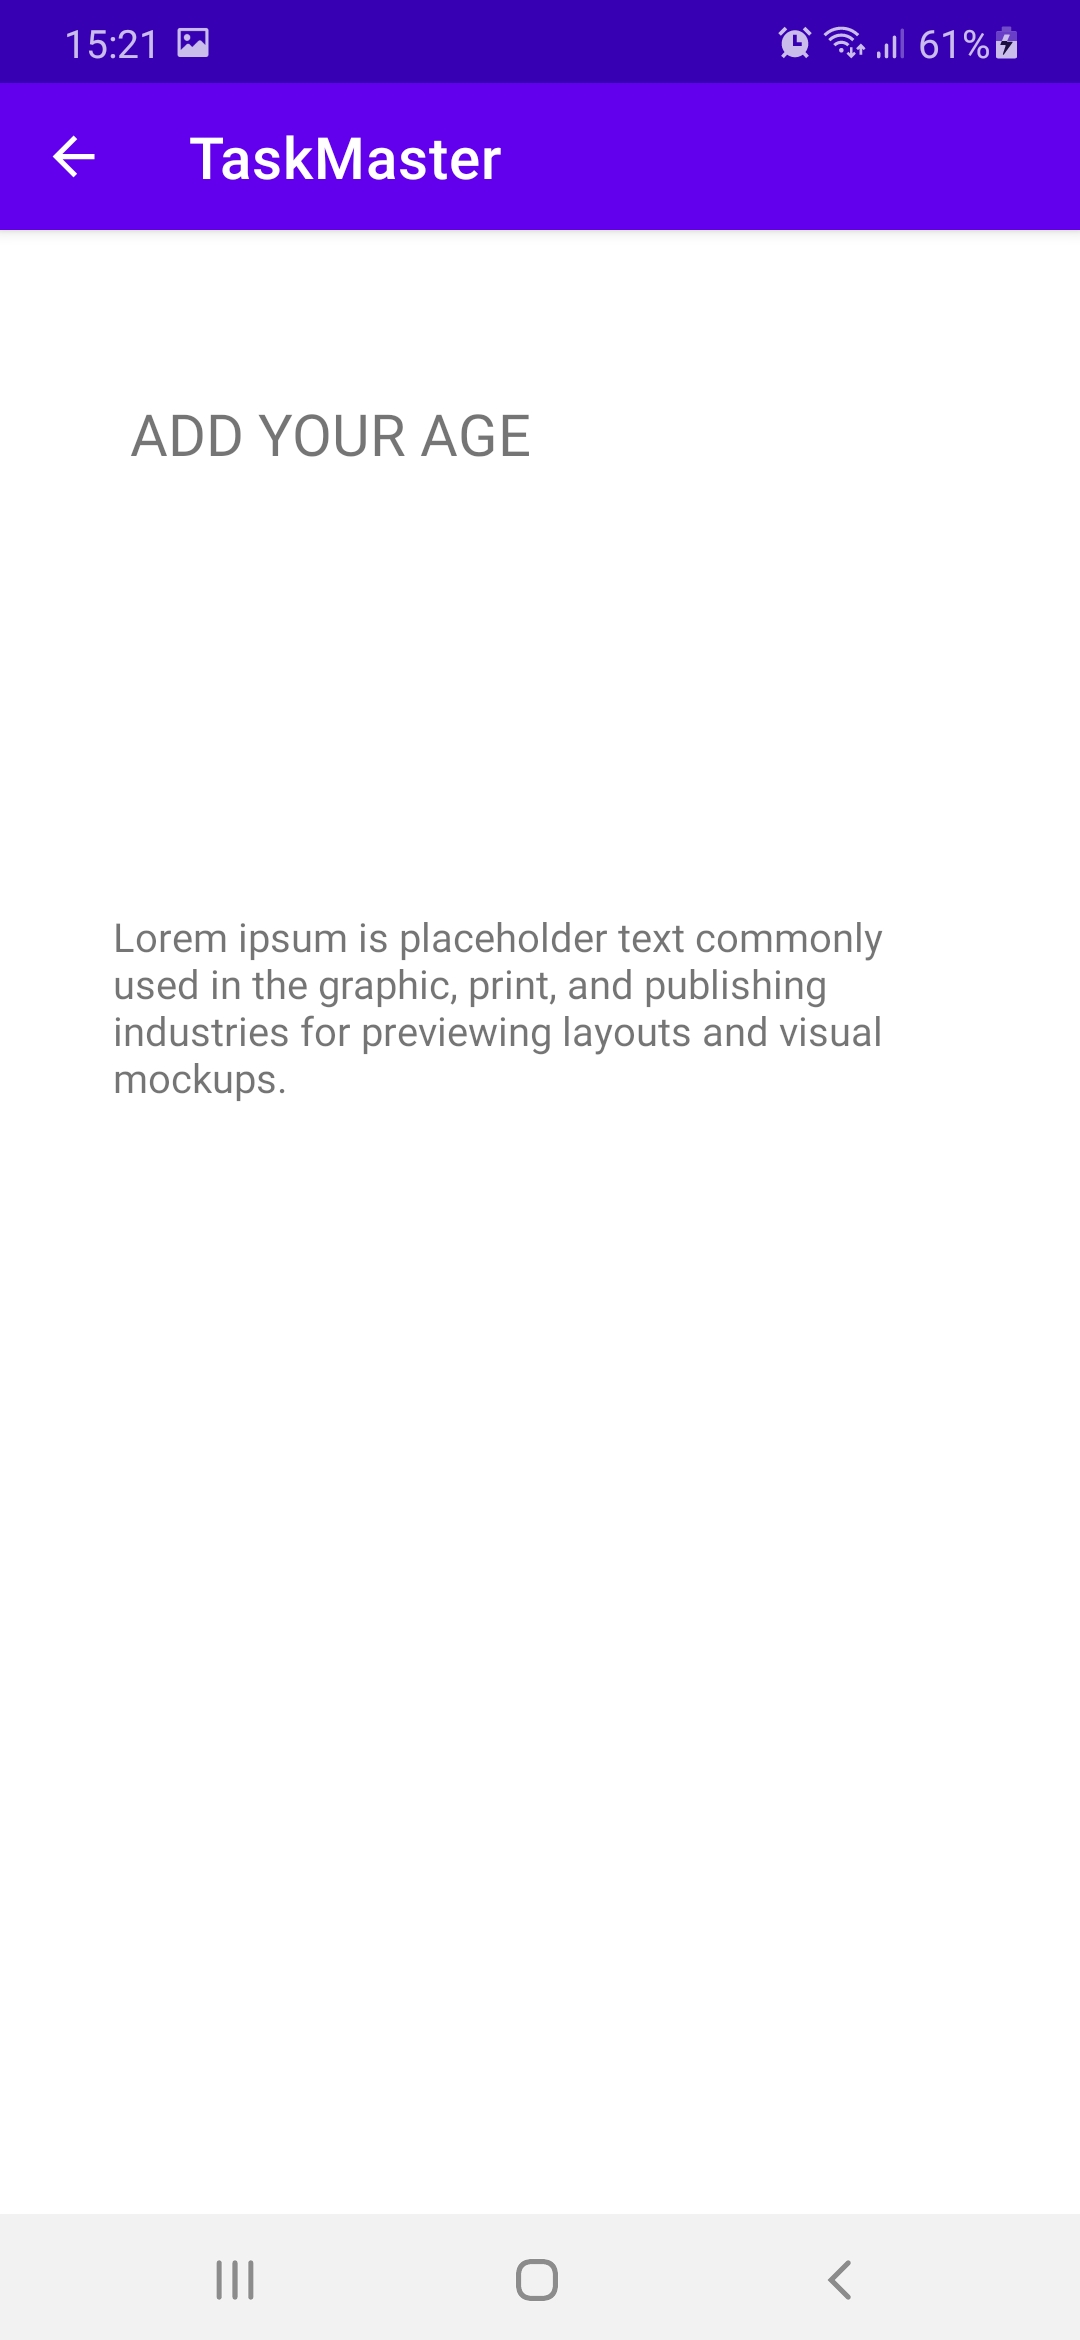 15:21 61%
TaskMaster
ADD YOUR AGE
Lorem ipsum is placeholder text commonly
used in the graphic, print, and publishing
industries for previewing layouts and visual
mockups.